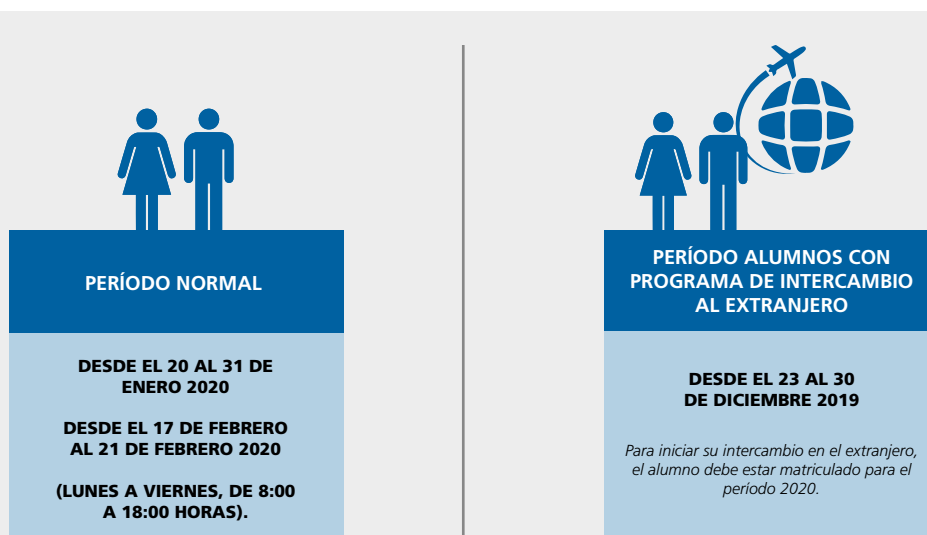 PERÍODO NORMAL
DESDE EL 20 AL 31 DE
ENERO 2020
DESDE EL 17 DE FEBRERO
AL 21 DE FEBRERO 2020
(LUNES A VIERNES, DE 8:00
A 18:00 HORAS).
PERÍODO ALUMNOS CON
PROGRAMA DE INTERCAMBIO
AL EXTRANJERO
DESDE EL 23 AL 30
DE DICIEMBRE 2019
Para iniciar su intercambio en el extranjero,
el alumno debe estar matriculado para el
período 2020.